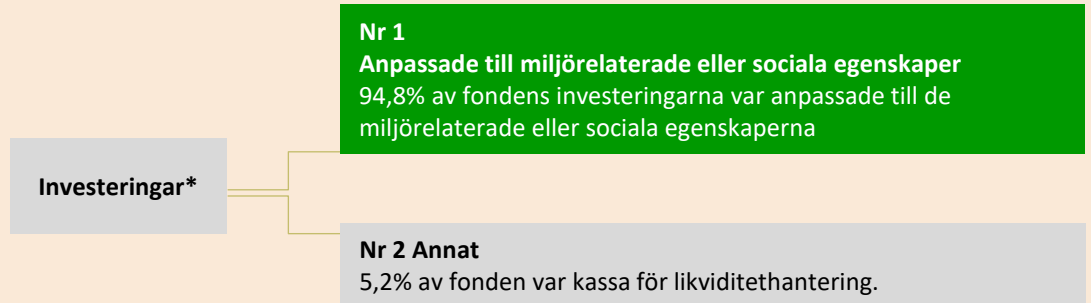 Nr 1
Anpassade till miljörelaterade eller sociala egenskaper
94,8% av fondens investeringarna var anpassade till de
miljörelaterade eller sociala egenskaperna
Investeringar*
Nr 2 Annat
5,2% av fonden var kassa för likviditethantering.